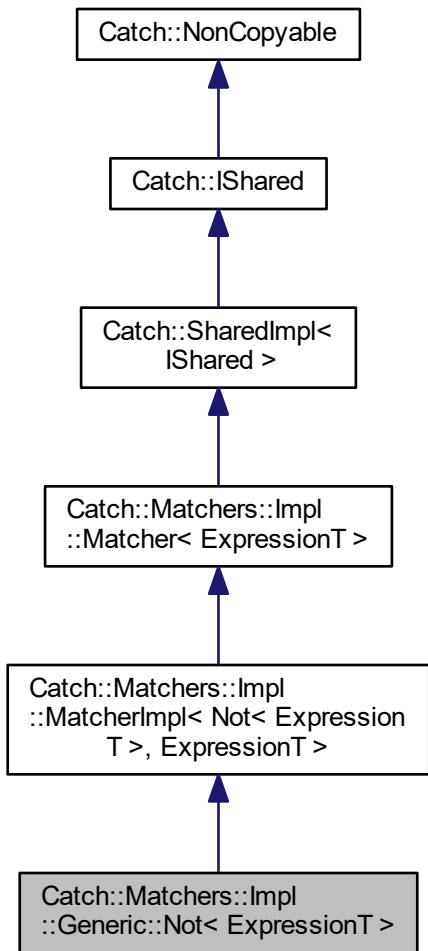 Catch::NonCopyable
Catch::IShared
Catch::SharedImpl<
IShared >
Catch::Matchers::Impl
::Matcher< ExpressionT >
Catch::Matchers::Impl
::MatcherImpl< Not< Expression
T >, ExpressionT >
Catch::Matchers::Impl
::Generic::Not< ExpressionT >